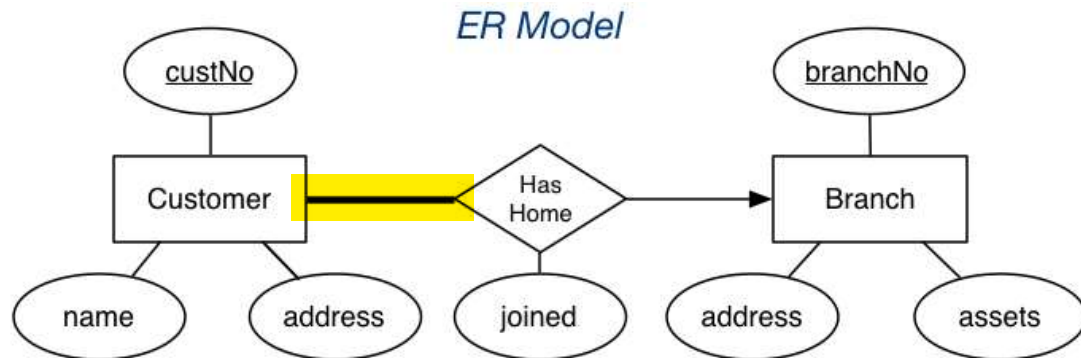 ER Model
custNo
branchNo
Customer
Has
Home
Branch
name
address
joined
address
assets